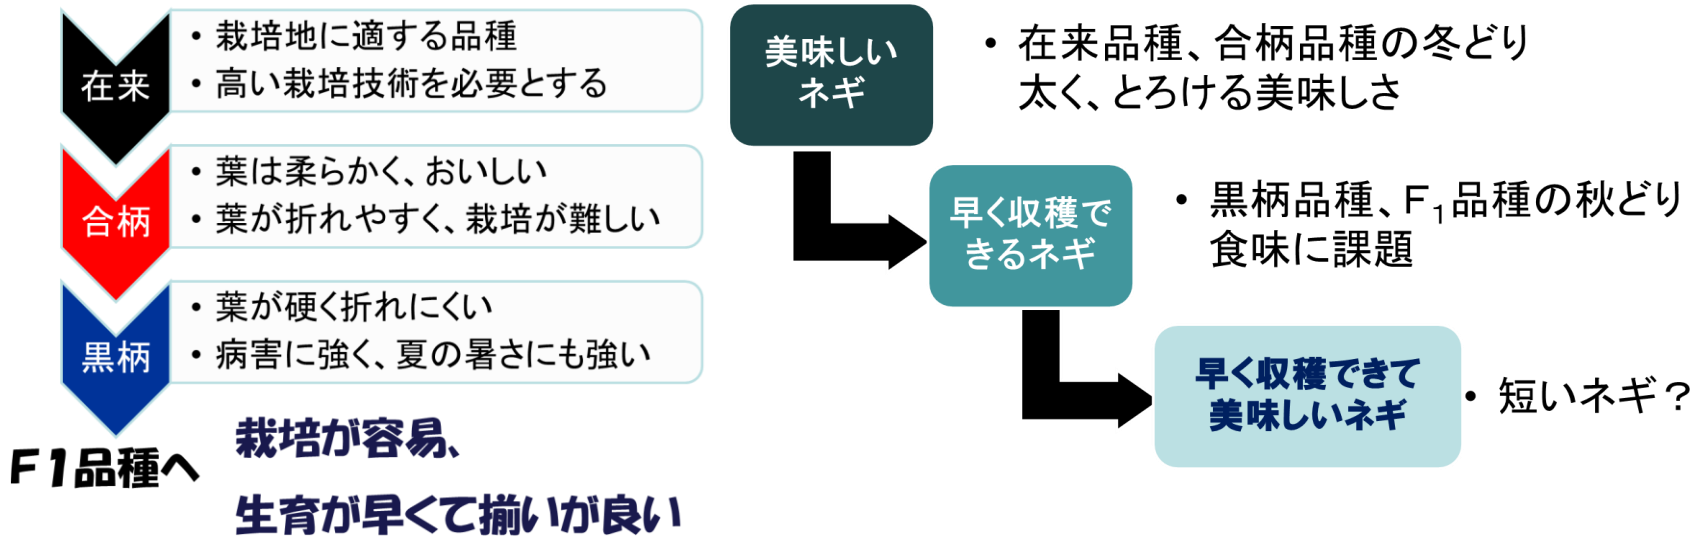 在来
• 栽培地に適する品種
• 高い栽培技術を必要とする
合柄
• 葉は柔らかく、おいしい
• 葉が折れやすく、栽培が難しい
黒柄
• 葉が硬く折れにくい
• 病害に強く、夏の暑さにも強い
F1品種へ
栽培が容易、
生育が早くて揃いが良い
美味しい
ネギ
• 在来品種、合柄品種の冬どり
太く、とろける美味しさ
早く収穫で
きるネギ
• 黒柄品種、F₁品種の秋どり
食味に課題
早く収穫できて
美味しいネギ
• 短いネギ？